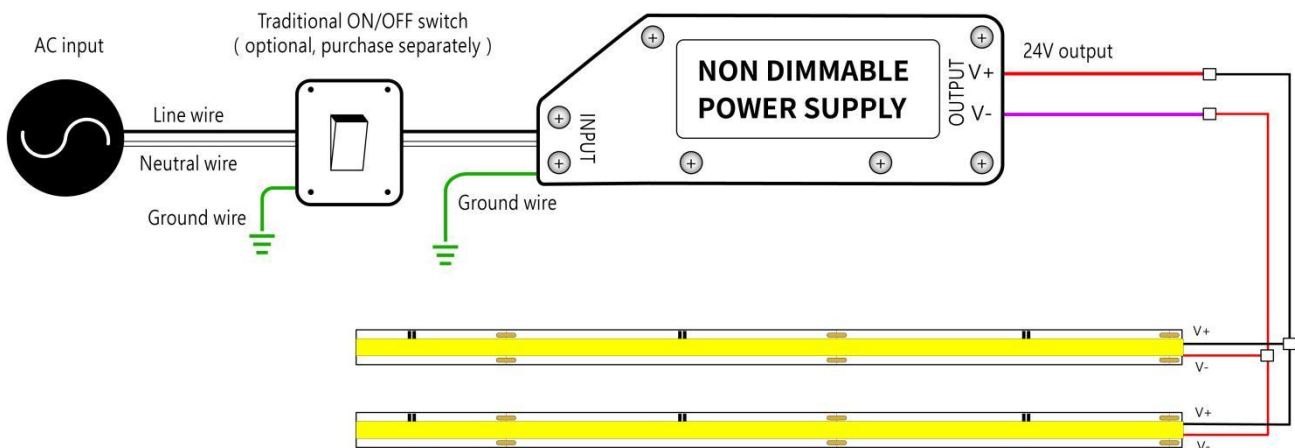 Traditional ON/OFF switch
( optional, purchase separately )
AC input
Line wire
Neutral wire
Ground wire
Ground wire
INPUT
NON DIMMABLE
POWER SUPPLY
OUTPUT
V+
V-
24V output
V+
V-
V+
V-